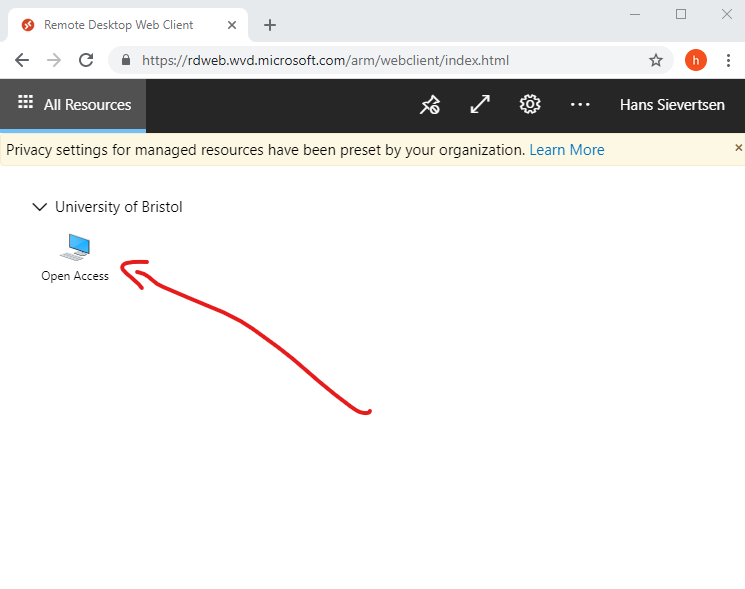 Remote Desktop Web Client
https://rdweb.wvd.microsoft.com/arm/webclient/index.html
h
All Resources
Hans Sievertsen
Privacy settings for managed resources have been preset by your organization. Learn More
University of Bristol
Open Access